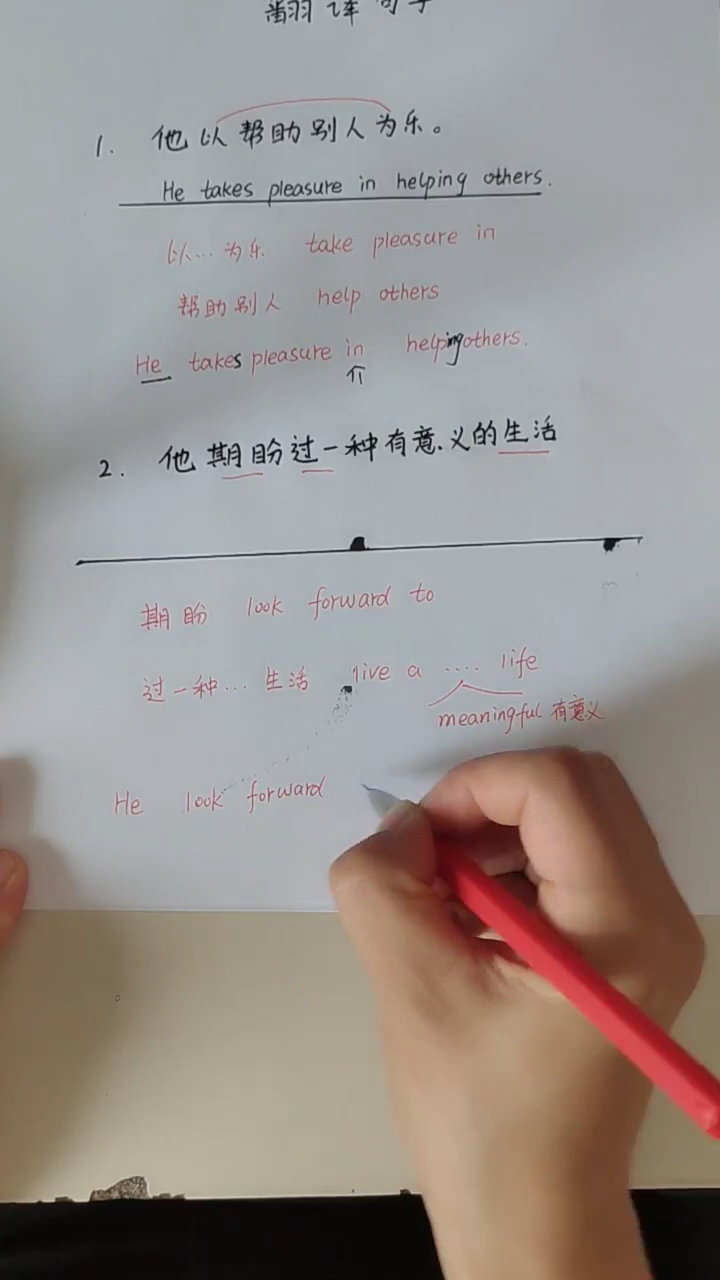 翻译句子
1. 他以帮助别人为乐。
He takes pleasure in helping others.
以…为乐 take pleasure in
帮助别人 help others
He takes pleasure in helping others.
介
2. 他期盼过一种有意义的生活
期盼 look forward to
过一种… 生活 live a .... life
meaningful 有意义
He look forward